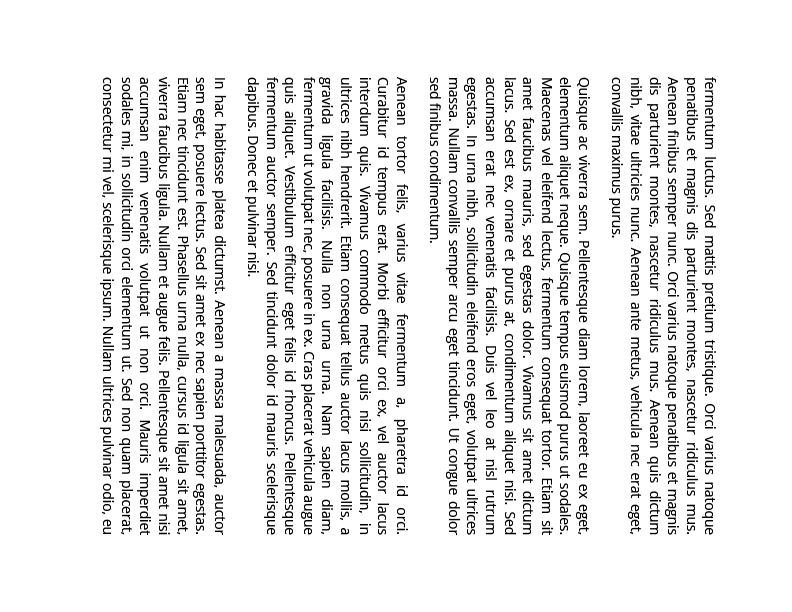 fermentum luctus. Sed mattis pretium tristique. Orci varius natoque
penatibus et magnis dis parturient montes, nascetur ridiculus mus.
Aenean finibus semper nunc. Orci varius natoque penatibus et magnis
dis parturient montes, nascetur ridiculus mus. Aenean quis dictum
nibh, vitae ultricies nunc. Aenean ante metus, vehicula nec erat eget,
convallis maximus purus.
Quisque ac viverra sem. Pellentesque diam lorem, laoreet eu ex eget,
elementum aliquet neque. Quisque tempus euismod purus ut sodales.
Maecenas vel eleifend lectus, fermentum consequat tortor. Etiam sit
amet faucibus mauris, sed egestas dolor. Vivamus sit amet dictum
lacus. Sed est ex, ornare et purus at, condimentum aliquet nisi. Sed
accumsan erat nec venenatis facilisis. Duis vel leo at nisl rutrum
egestas. In urna nibh, sollicitudin eleifend eros eget, volutpat ultrices
massa. Nullam convallis semper arcu eget tincidunt. Ut congue dolor
sed finibus condimentum.
Aenean tortor felis, varius vitae fermentum a, pharetra id orci.
Curabitur id tempus erat. Morbi efficitur orci ex, vel auctor lacus
interdum quis. Vivamus commodo metus quis nisi sollicitudin, in
ultrices nibh hendrerit. Etiam consequat tellus auctor lacus mollis, a
gravida ligula facilisis. Nulla non urna urna. Nam sapien diam,
fermentum ut volutpat nec, posuere in ex. Cras placerat vehicula augue
quis aliquet. Vestibulum efficitur eget felis id rhoncus. Pellentesque
fermentum auctor semper. Sed tincidunt dolor id mauris scelerisque
dapibus. Donec et pulvinar nisi.
In hac habitasse platea dictumst. Aenean a massa malesuada, auctor
sem eget, posuere lectus. Sed sit amet ex nec sapien porttitor egestas.
Etiam nec tincidunt est. Phasellus urna nulla, cursus id ligula sit amet,
viverra faucibus ligula. Nullam et augue felis. Pellentesque sit amet nisi
accumsan enim venenatis volutpat ut non orci. Mauris imperdiet
sodales mi, in sollicitudin orci elementum ut. Sed non quam placerat,
consectetur mi vel, scelerisque ipsum. Nullam ultrices pulvinar odio, eu